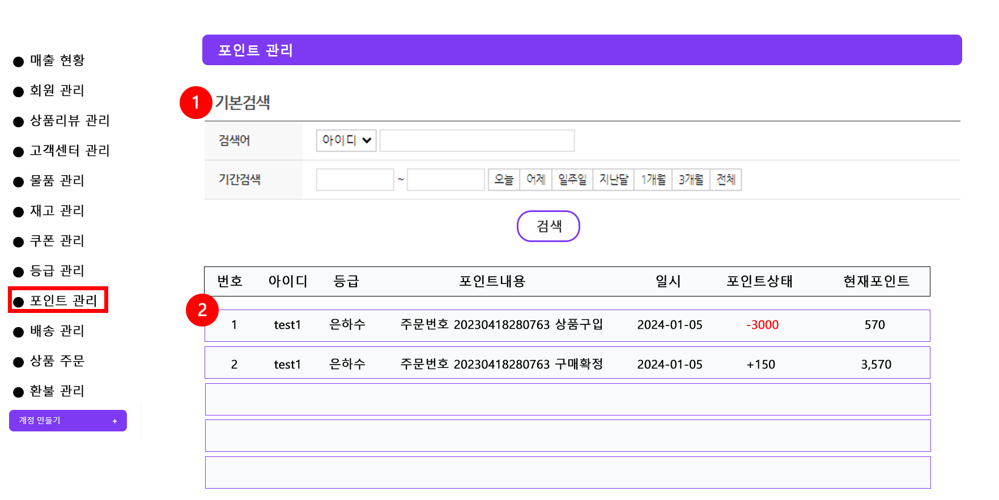 매출 현황
회원 관리
상품리뷰 관리
고객센터 관리
물품 관리
재고 관리
쿠폰 관리
등급 관리
포인트 관리
배송 관리
상품 주문
환불 관리
계정 만들기 +
포인트 관리
1 기본검색
검색어 아이디
기간검색 ~ 오늘 어제 일주일 지난달 1개월 3개월 전체
검색
번호 아이디 등급 포인트내용 일시 포인트상태 현재포인트
2
1 test1 은하수 주문번호 20230418280763 상품구입 2024-01-05 -3000 570
2 test1 은하수 주문번호 20230418280763 구매확정 2024-01-05 +150 3,570